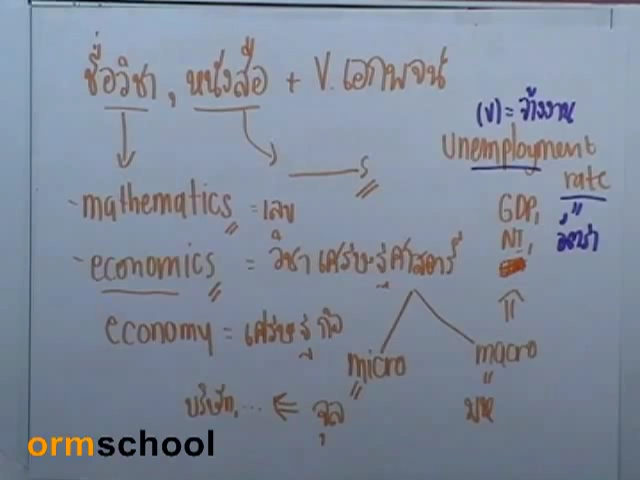 ชื่อวิชา, หนังสือ + V. เอกพจน์
(v) = จ้างงาน
unemployment
rate
s
GDP,
NI,
อัตรา
- mathematics = เลข
- economics = วิชาเศรษฐศาสตร์
economy = เศรษฐกิจ
micro
macro
บริษัท, ... ⇐ จุล
มห
ormschool